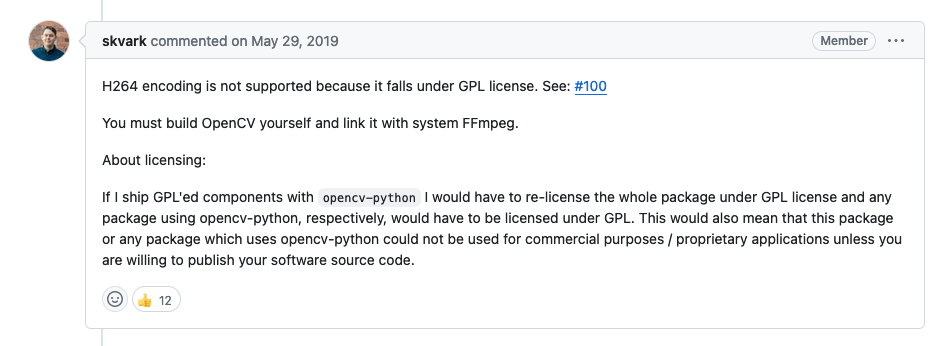 skvark commented on May 29, 2019
Member
H264 encoding is not supported because it falls under GPL license. See: #100
You must build OpenCV yourself and link it with system FFmpeg.
About licensing:
If I ship GPL'ed components with opencv-python I would have to re-license the whole package under GPL license and any
package using opencv-python, respectively, would have to be licensed under GPL. This would also mean that this package
or any package which uses opencv-python could not be used for commercial purposes / proprietary applications unless you
are willing to publish your software source code.
12